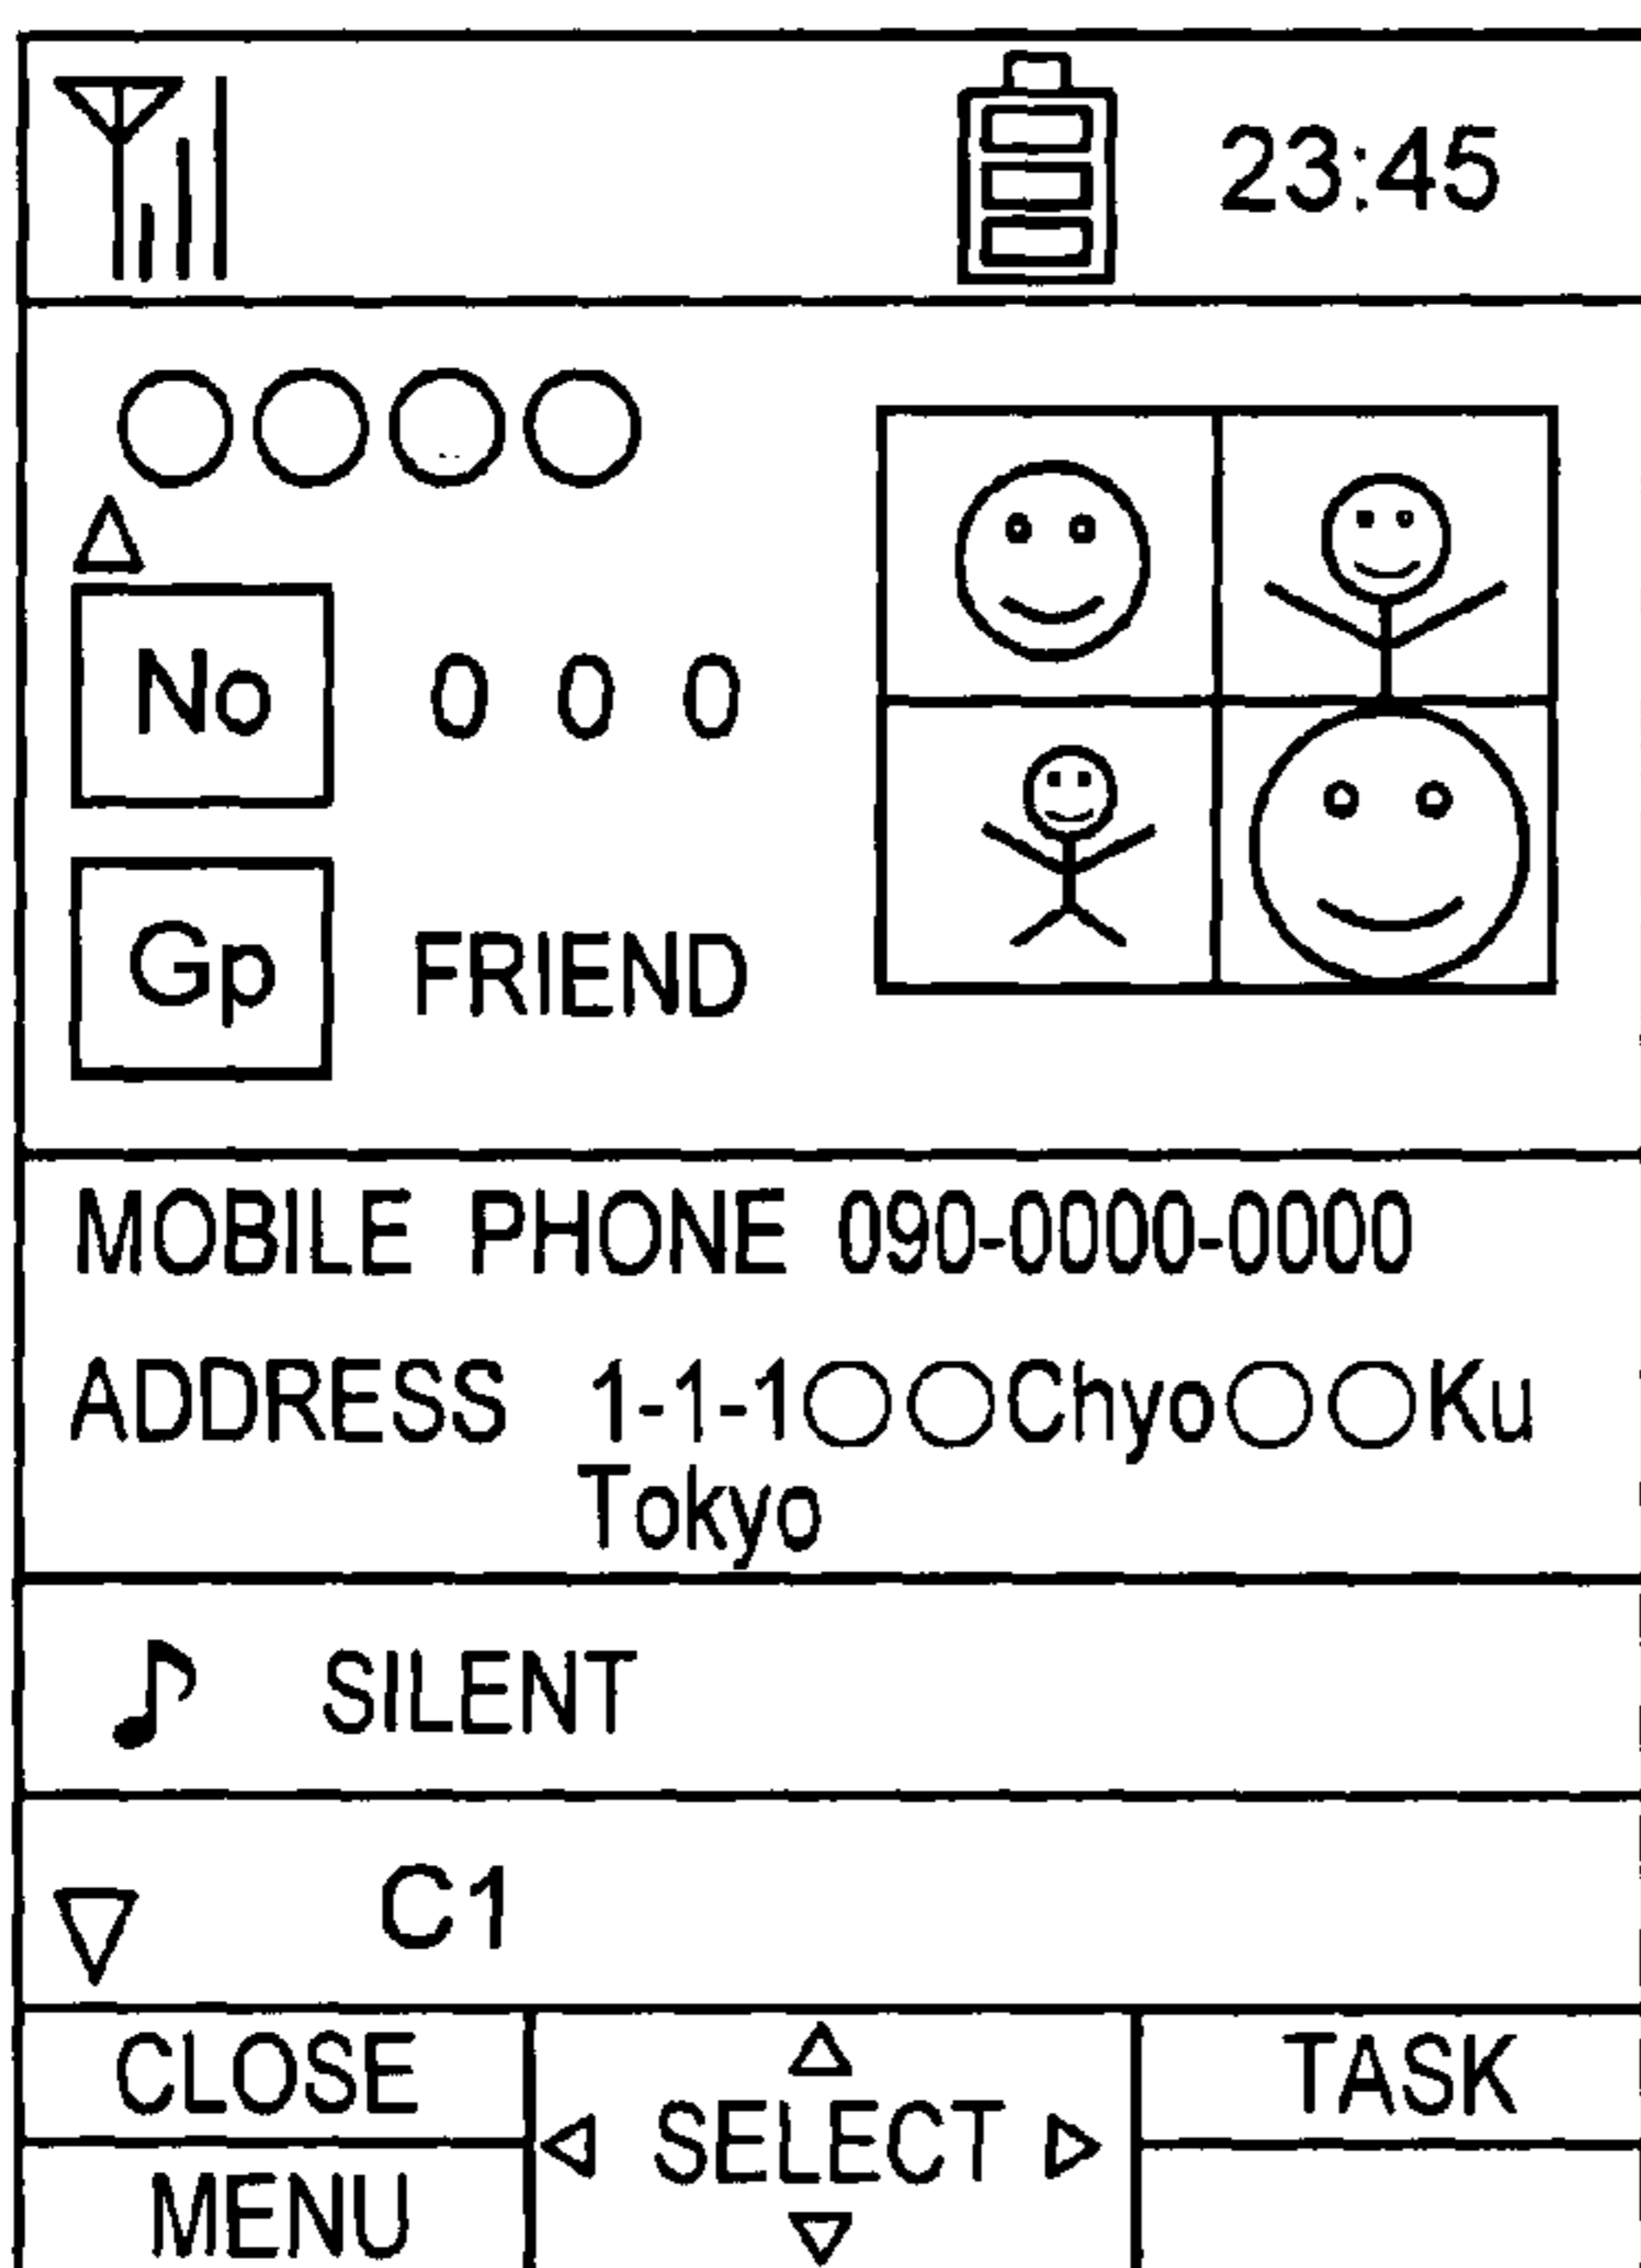 23:45
○○○○
No 0 0 0
Gp FRIEND
MOBILE PHONE 090-0000-0000
ADDRESS 1-1-1○○Chyo○○Ku
Tokyo
♪ SILENT
C1
CLOSE
SELECT
TASK
MENU